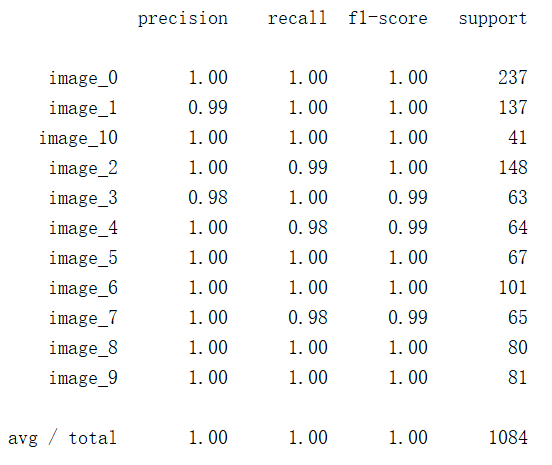 precision recall f1-score support
image_0 1.00 1.00 1.00 237
image_1 0.99 1.00 1.00 137
image_10 1.00 1.00 1.00 41
image_2 1.00 0.99 1.00 148
image_3 0.98 1.00 0.99 63
image_4 1.00 0.98 0.99 64
image_5 1.00 1.00 1.00 67
image_6 1.00 1.00 1.00 101
image_7 1.00 0.98 0.99 65
image_8 1.00 1.00 1.00 80
image_9 1.00 1.00 1.00 81
avg / total 1.00 1.00 1.00 1084